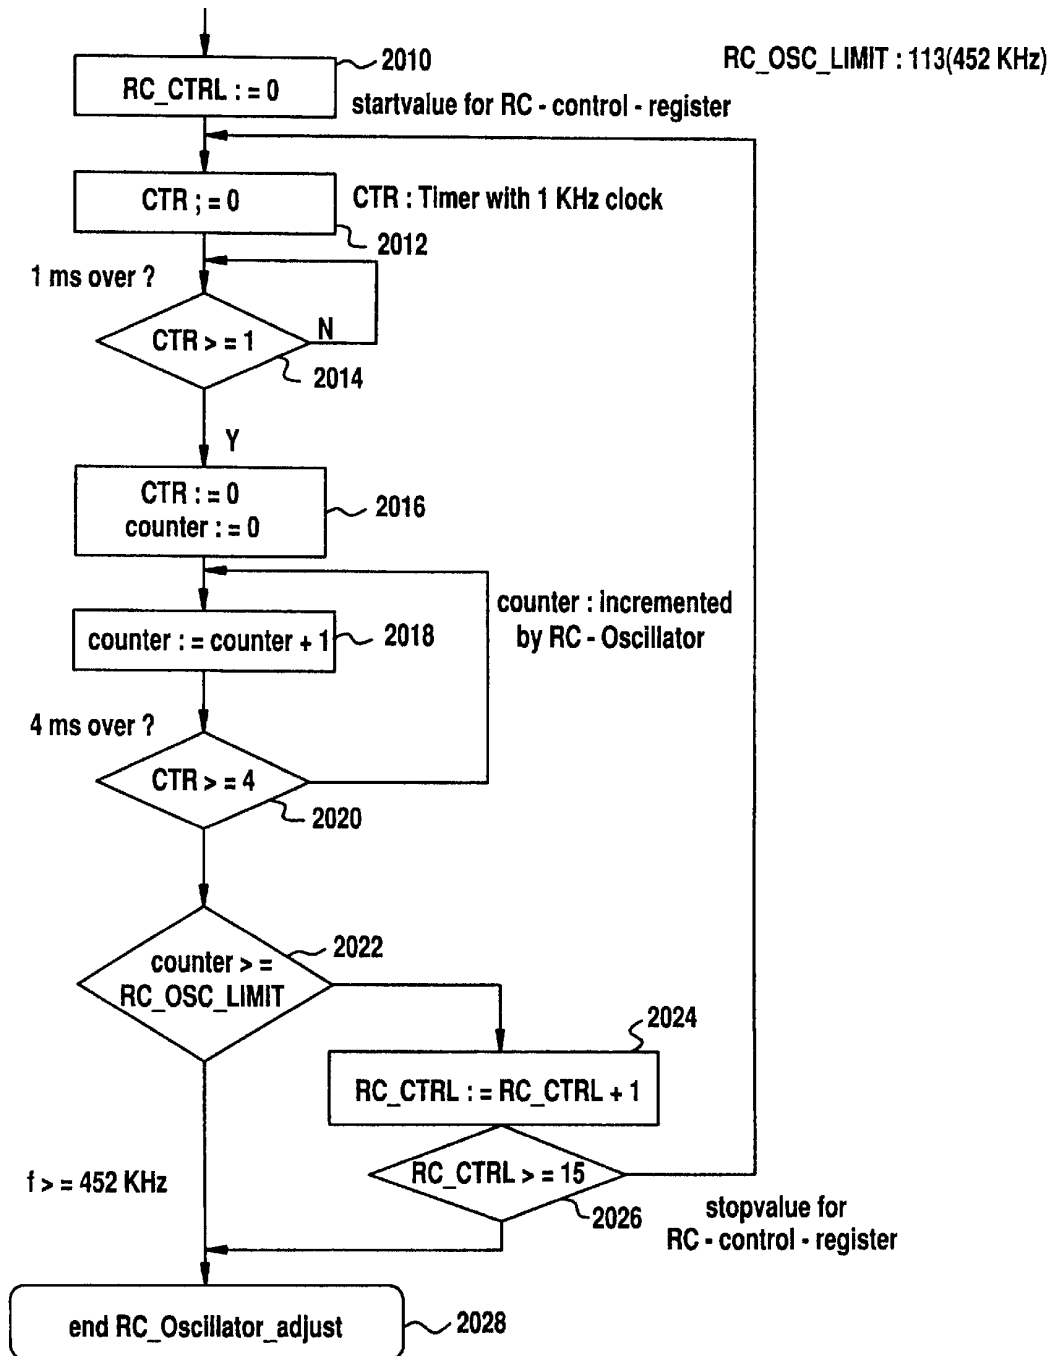 2010
RC_OSC_LIMIT : 113(452 KHz)
RC_CTRL : = 0
startvalue for RC - control - register
CTR ; = 0
CTR : Timer with 1 KHz clock
2012
1 ms over ?
CTR > = 1
N
2014
Y
CTR : = 0
counter : = 0
2016
counter : incremented
by RC - Oscillator
counter : = counter + 1
2018
4 ms over ?
CTR > = 4
2020
2022
counter > =
RC_OSC_LIMIT
2024
RC_CTRL : = RC_CTRL + 1
RC_CTRL > = 15
f > = 452 KHz
2026
stopvalue for
RC - control - register
end RC_Oscillator_adjust
2028